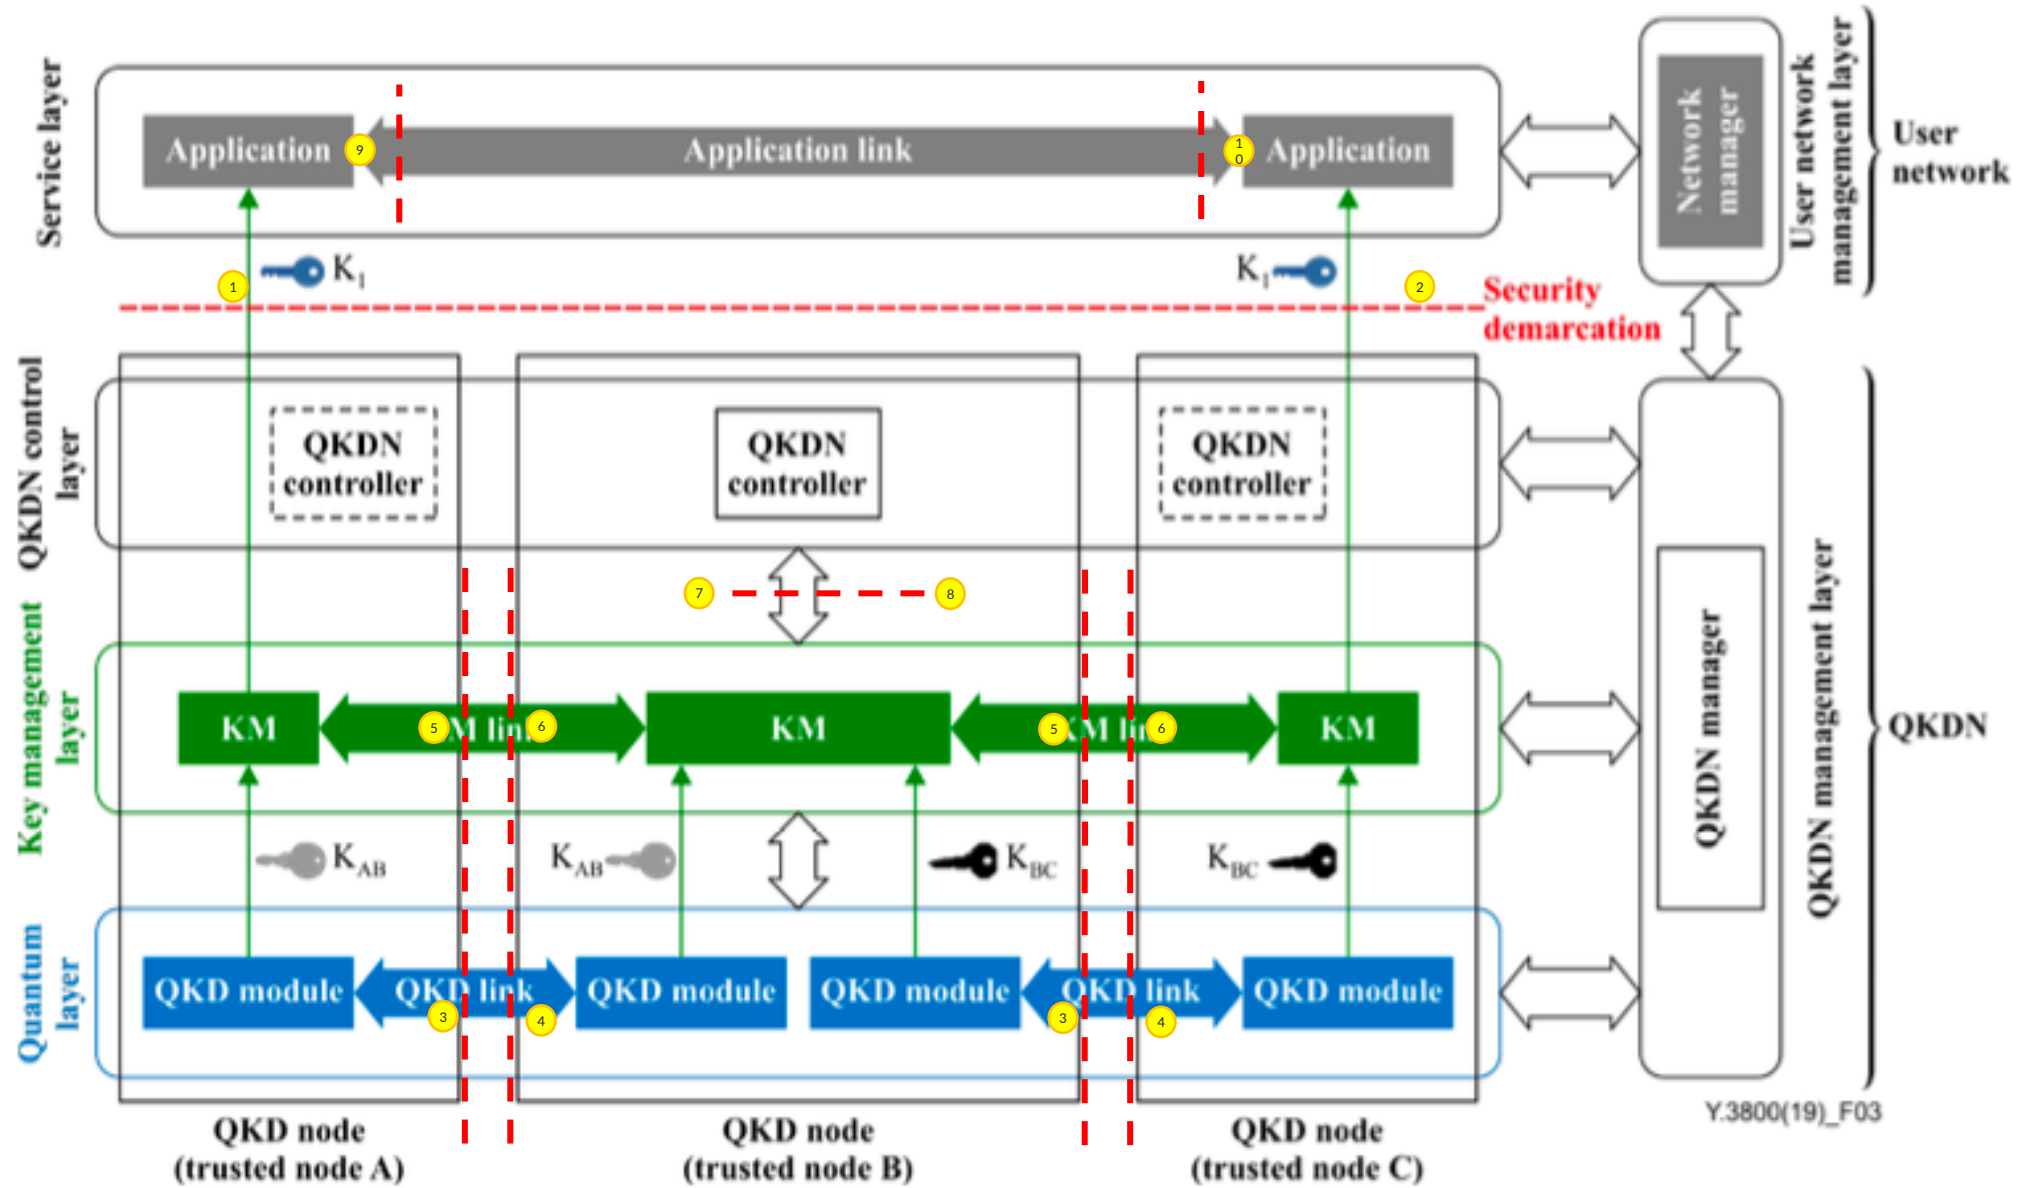 Service layer
Application
9
Application link
10
Application
Network
manager
User network
management layer
User
network
1
K1
K1
2
Security
demarcation
QKDN control
layer
QKDN
controller
QKDN
controller
QKDN
controller
7
8
Key management
layer
KM
5
M lin
6
KM
5
KM lin
6
KM
QKDN manager
QKDN management layer
QKDN
KAB
KAB
KBC
KBC
Quantum
layer
QKD module
QKD link
QKD module
QKD module
QKD link
QKD module
3
4
3
4
Y.3800(19)_F03
QKD node
(trusted node A)
QKD node
(trusted node B)
QKD node
(trusted node C)